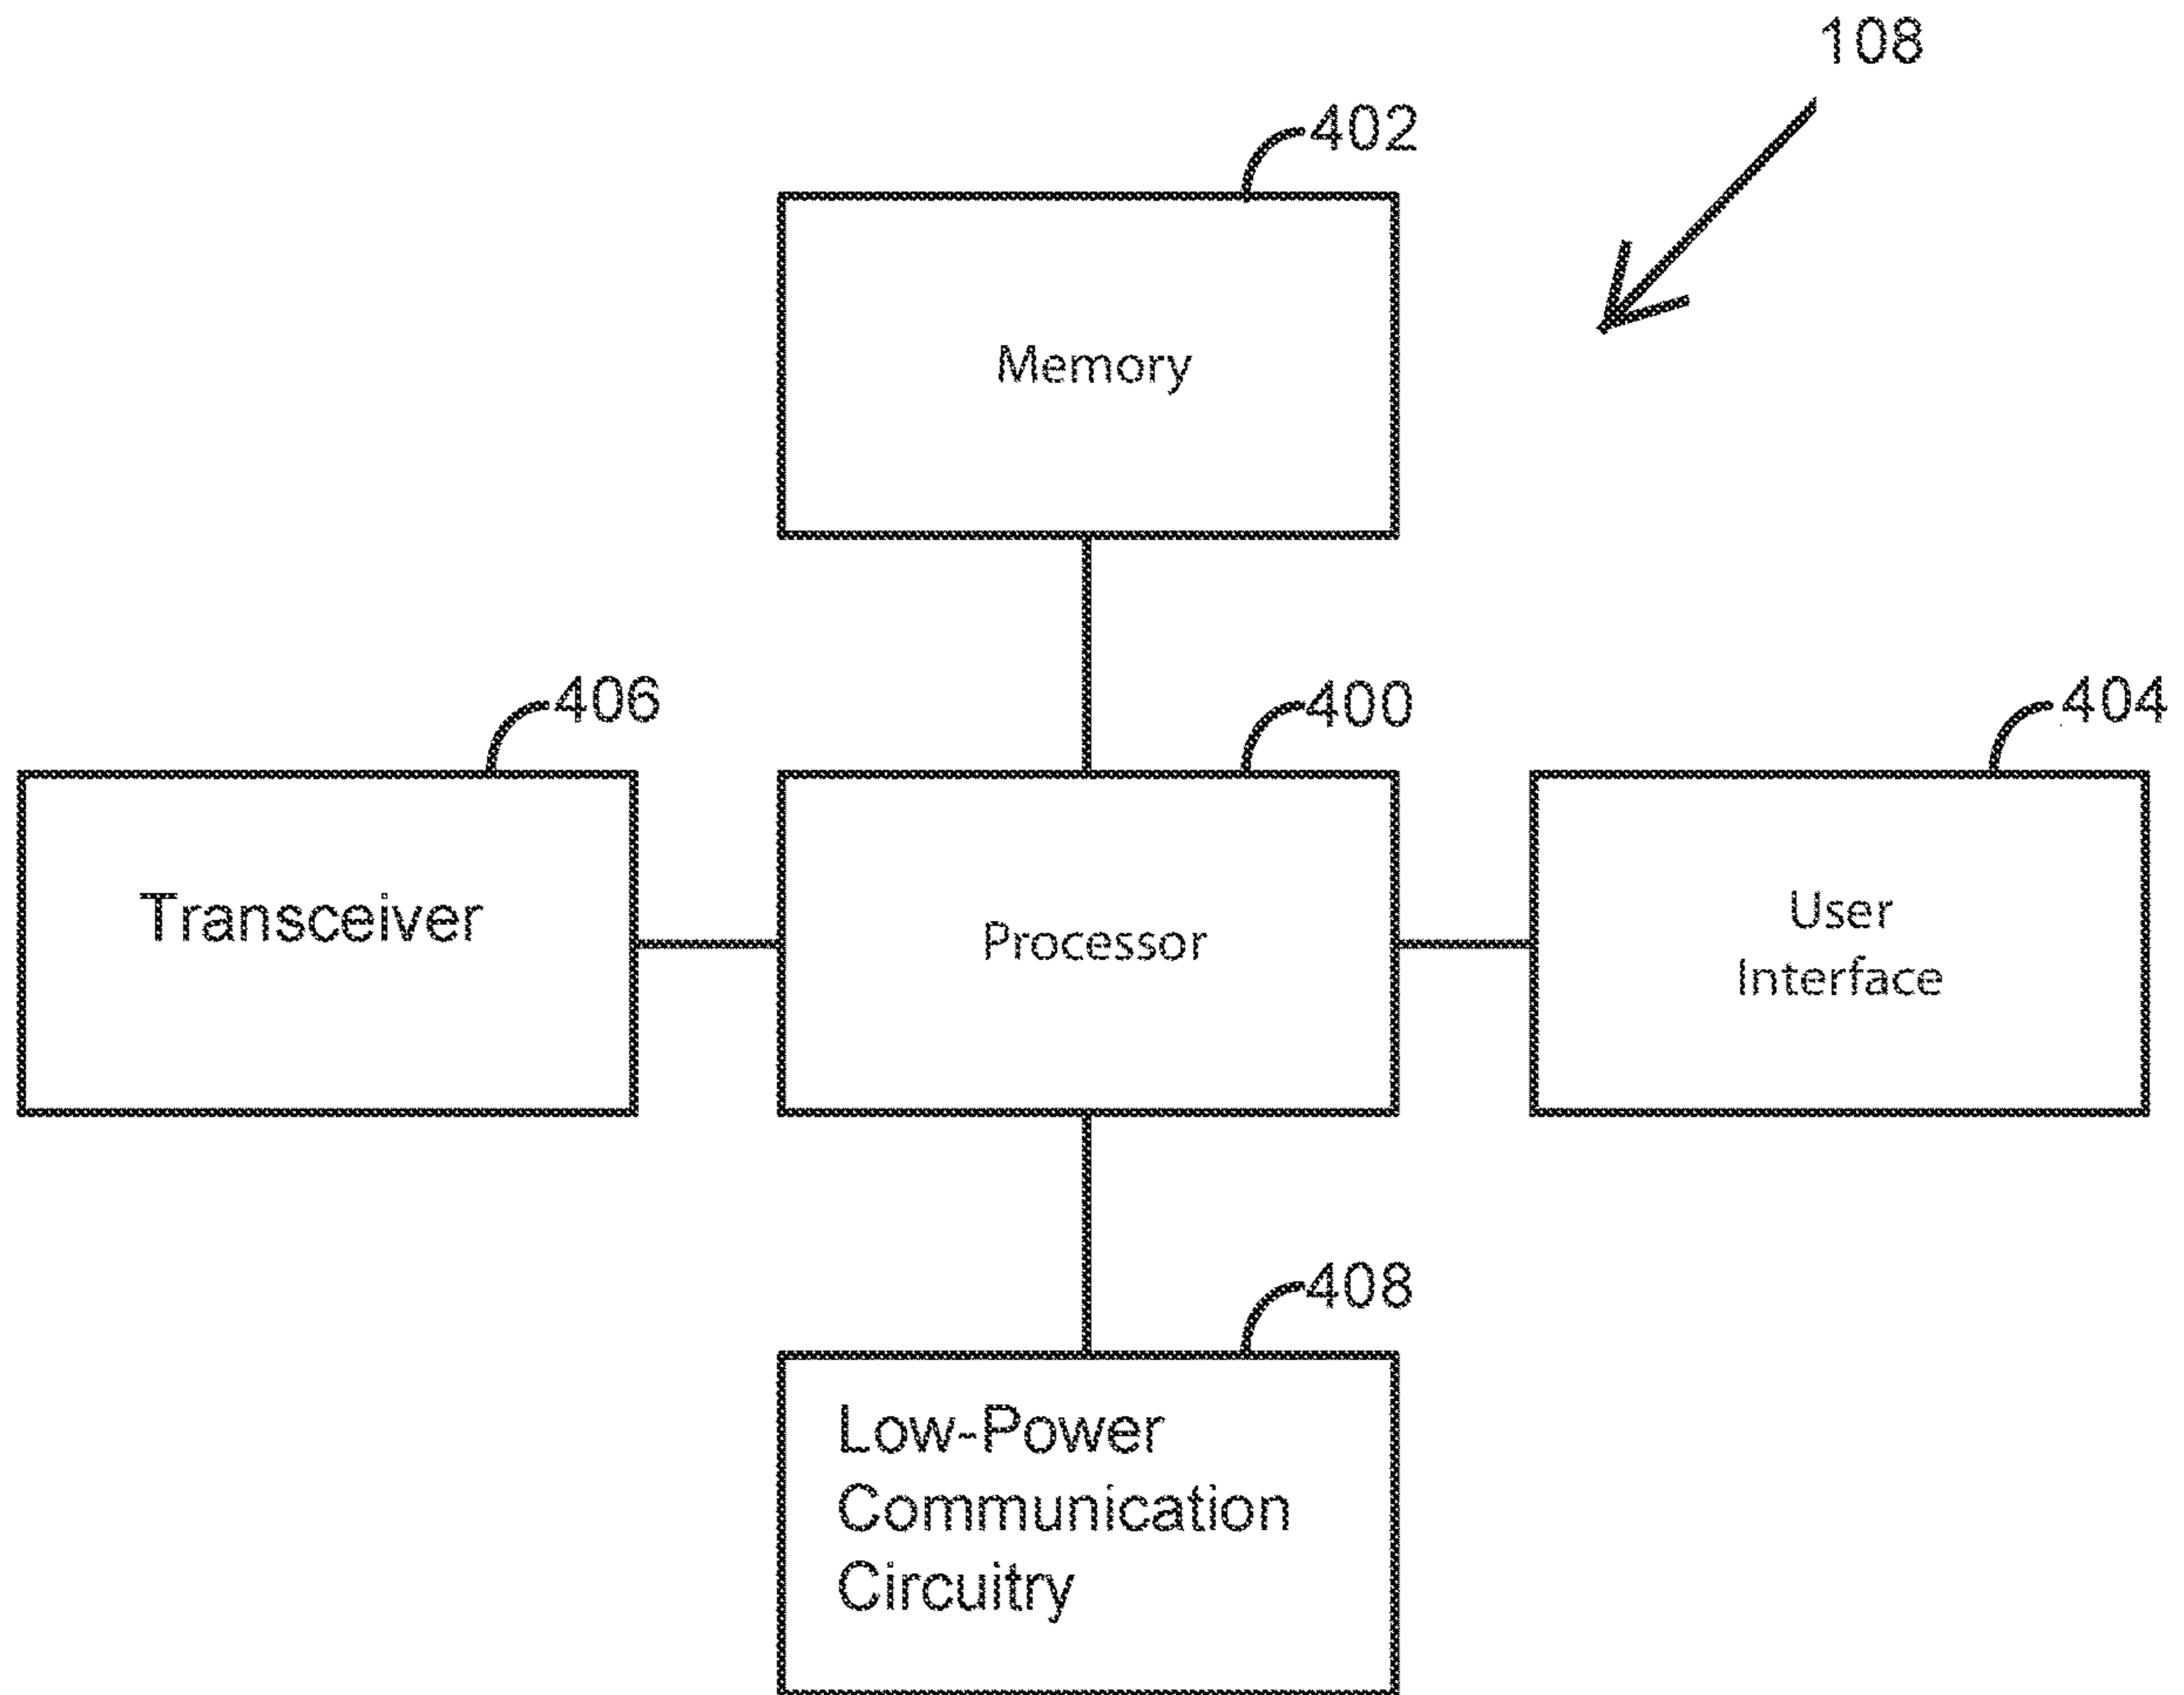 108
402
Memory
406
400
404
Transceiver
Processor
User
Interface
408
Low-Power
Communication
Circuitry